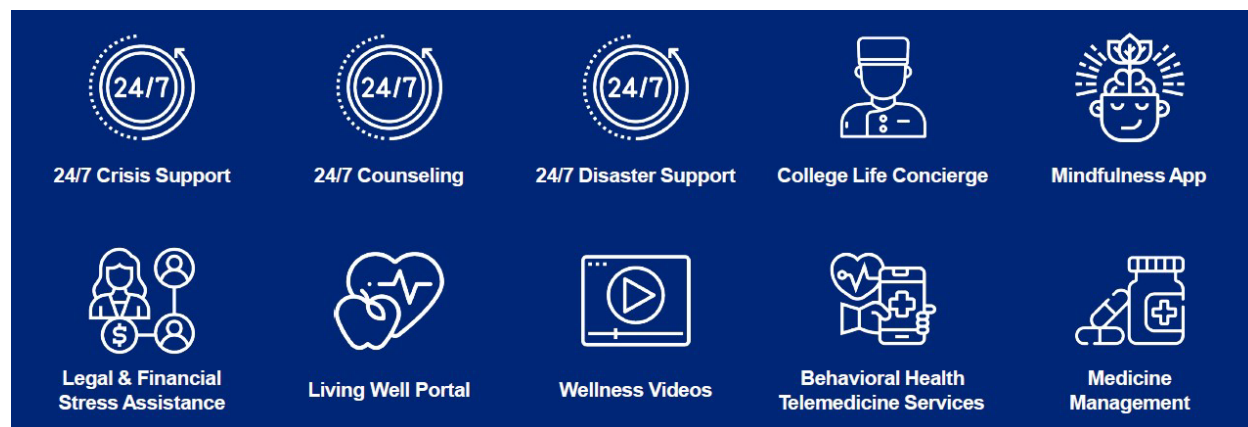 24/7
24/7
24/7
24/7 Crisis Support
24/7 Counseling
24/7 Disaster Support
College Life Concierge
Mindfulness App
$
Legal & Financial
Stress Assistance
Living Well Portal
Wellness Videos
Behavioral Health
Telemedicine Services
Medicine
Management